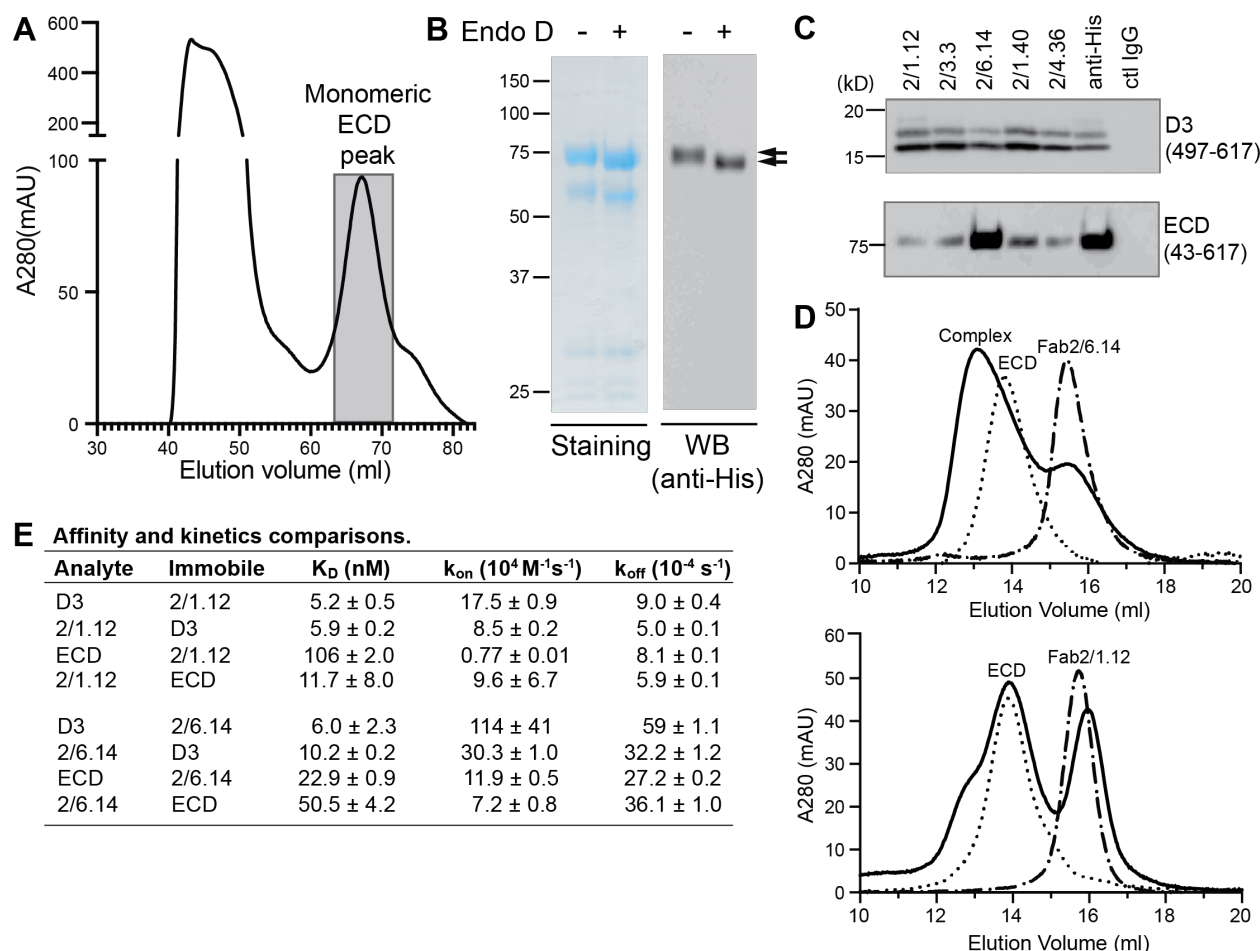 A
600
400
200
100
50
0
A280(mAU)
Monomeric
ECD
peak
30 40 50 60 70 80
Elution volume (ml)
B Endo D - + - +
150
100
75
50
37
25
Staining
WB
(anti-His)
C
2/1.12
2/3.3
2/6.14
2/1.40
2/4.36
anti-His
ctl IgG
(kD)
20
15
D3
(497-617)
75
ECD
(43-617)
D
50
40
30
20
10
0
A280 (mAU)
Complex
ECD
Fab2/6.14
10 12 14 16 18 20
Elution Volume (ml)
60
50
40
30
20
10
0
A280 (mAU)
ECD
Fab2/1.12
10 12 14 16 18 20
Elution Volume (ml)
E Affinity and kinetics comparisons.
Analyte Immobile K_D (nM) k_on (10⁴ M⁻¹s⁻¹) k_off (10⁻⁴ s⁻¹)
D3 2/1.12 5.2 ± 0.5 17.5 ± 0.9 9.0 ± 0.4
2/1.12 D3 5.9 ± 0.2 8.5 ± 0.2 5.0 ± 0.1
ECD 2/1.12 106 ± 2.0 0.77 ± 0.01 8.1 ± 0.1
2/1.12 ECD 11.7 ± 8.0 9.6 ± 6.7 5.9 ± 0.1
D3 2/6.14 6.0 ± 2.3 114 ± 41 59 ± 1.1
2/6.14 D3 10.2 ± 0.2 30.3 ± 1.0 32.2 ± 1.2
ECD 2/6.14 22.9 ± 0.9 11.9 ± 0.5 27.2 ± 0.2
2/6.14 ECD 50.5 ± 4.2 7.2 ± 0.8 36.1 ± 1.0